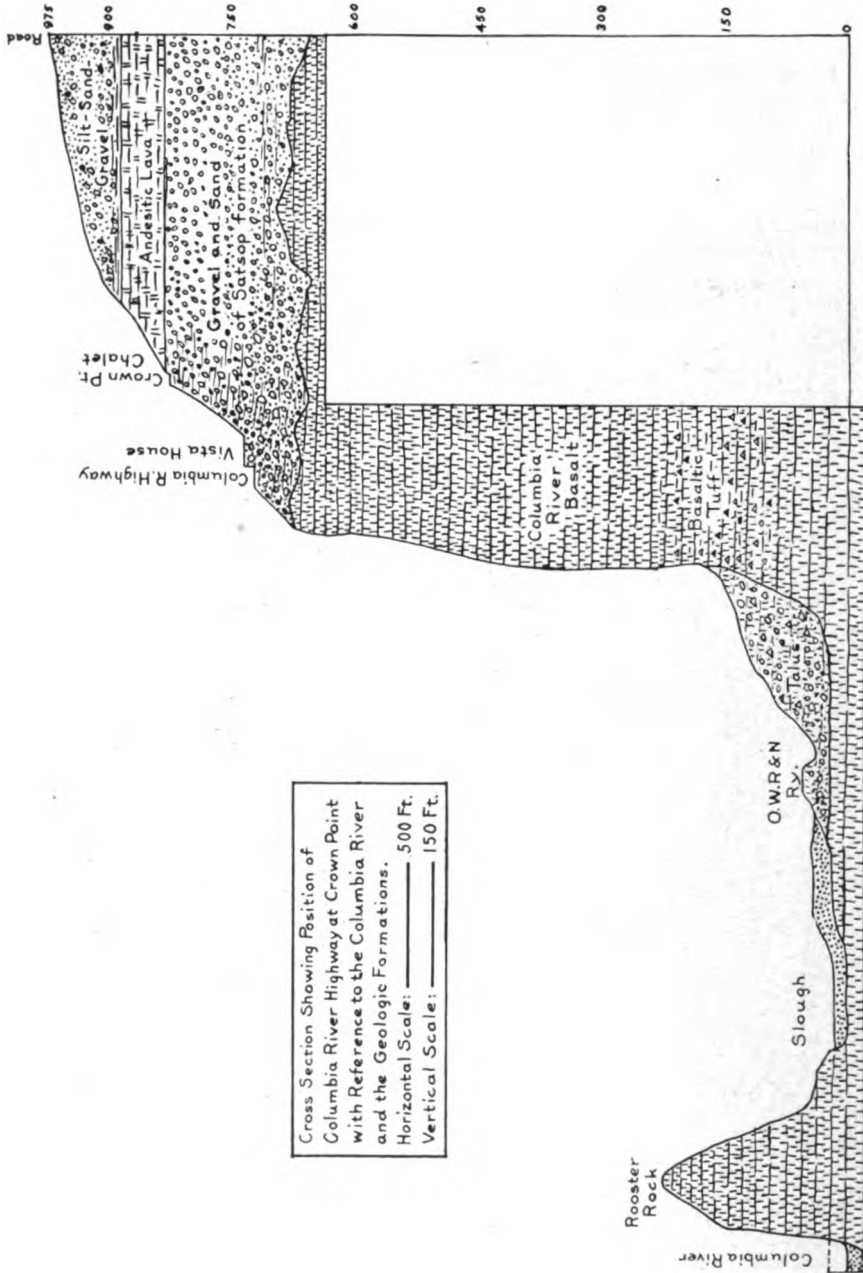 Cross Section Showing Position of
Columbia River Highway at Crown Point
with Reference to the Columbia River
and the Geologic Formations.
Horizontal Scale: 500 Ft.
Vertical Scale: 150 Ft.
Columbia River
Rooster
Rock
Slough
O.W.R&N
Ry.
Talus
Basaltic
Tuff
Columbia
River
Basalt
Columbia R. Highway
Vista House
Crown Pt.
Chalet
Gravel and Sand
of Satsop Formation
Andesitic Lava
Silt-Sand
Gravel
Road
975
900
750
600
450
300
150
0